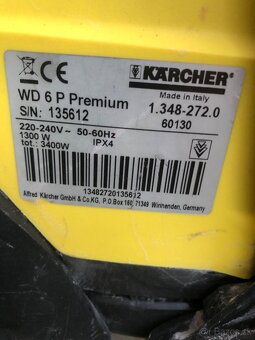 CE KÄRCHER
Made in Italy
WD 6 P Premium 1.348-272.0
S/N: 135612 60130
220-240V~ 50-60Hz
1300 W IPX4
tot.: 3400W
13482720135612
Alfred Kärcher GmbH & Co.KG, P.O.Box 160, 71349 Winnenden, Germany